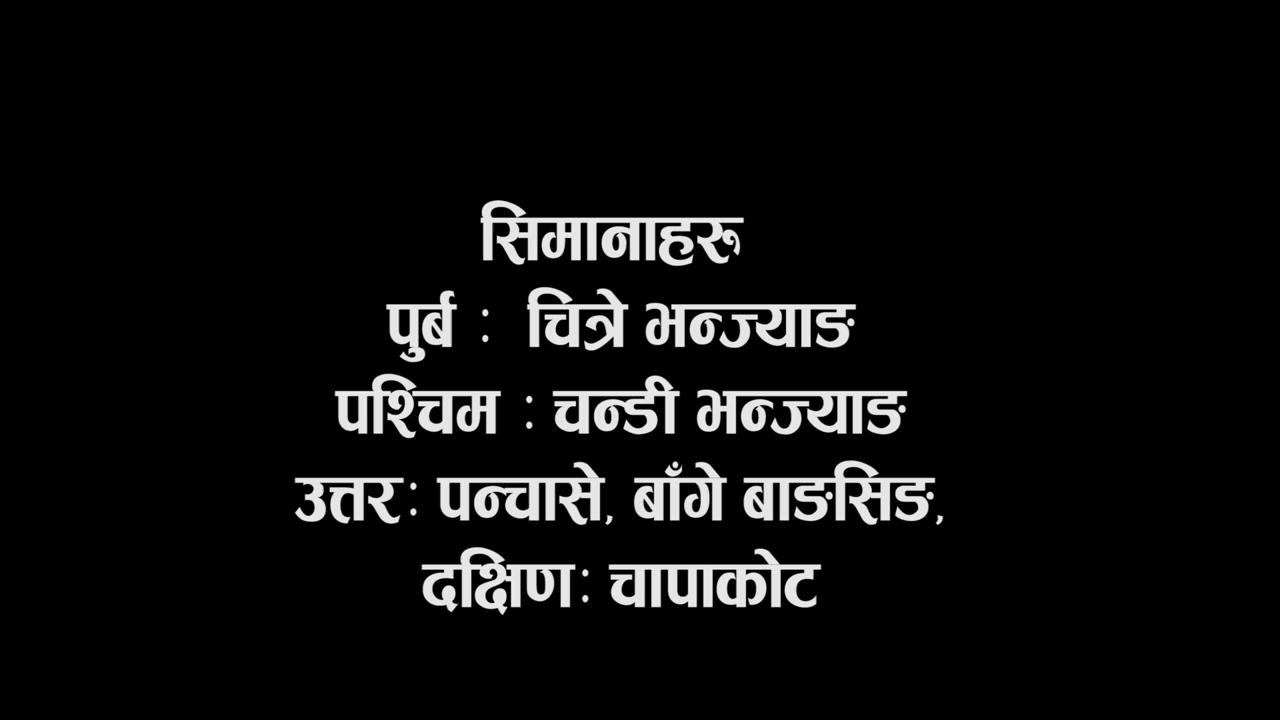 सिमानाहरु
पुर्ब : चित्रे भन्ज्याङ
पश्चिम : चन्डी भन्ज्याङ
उत्तर: पन्चासे, बाँगे बाङसिङ,
दक्षिण: चापाकोट